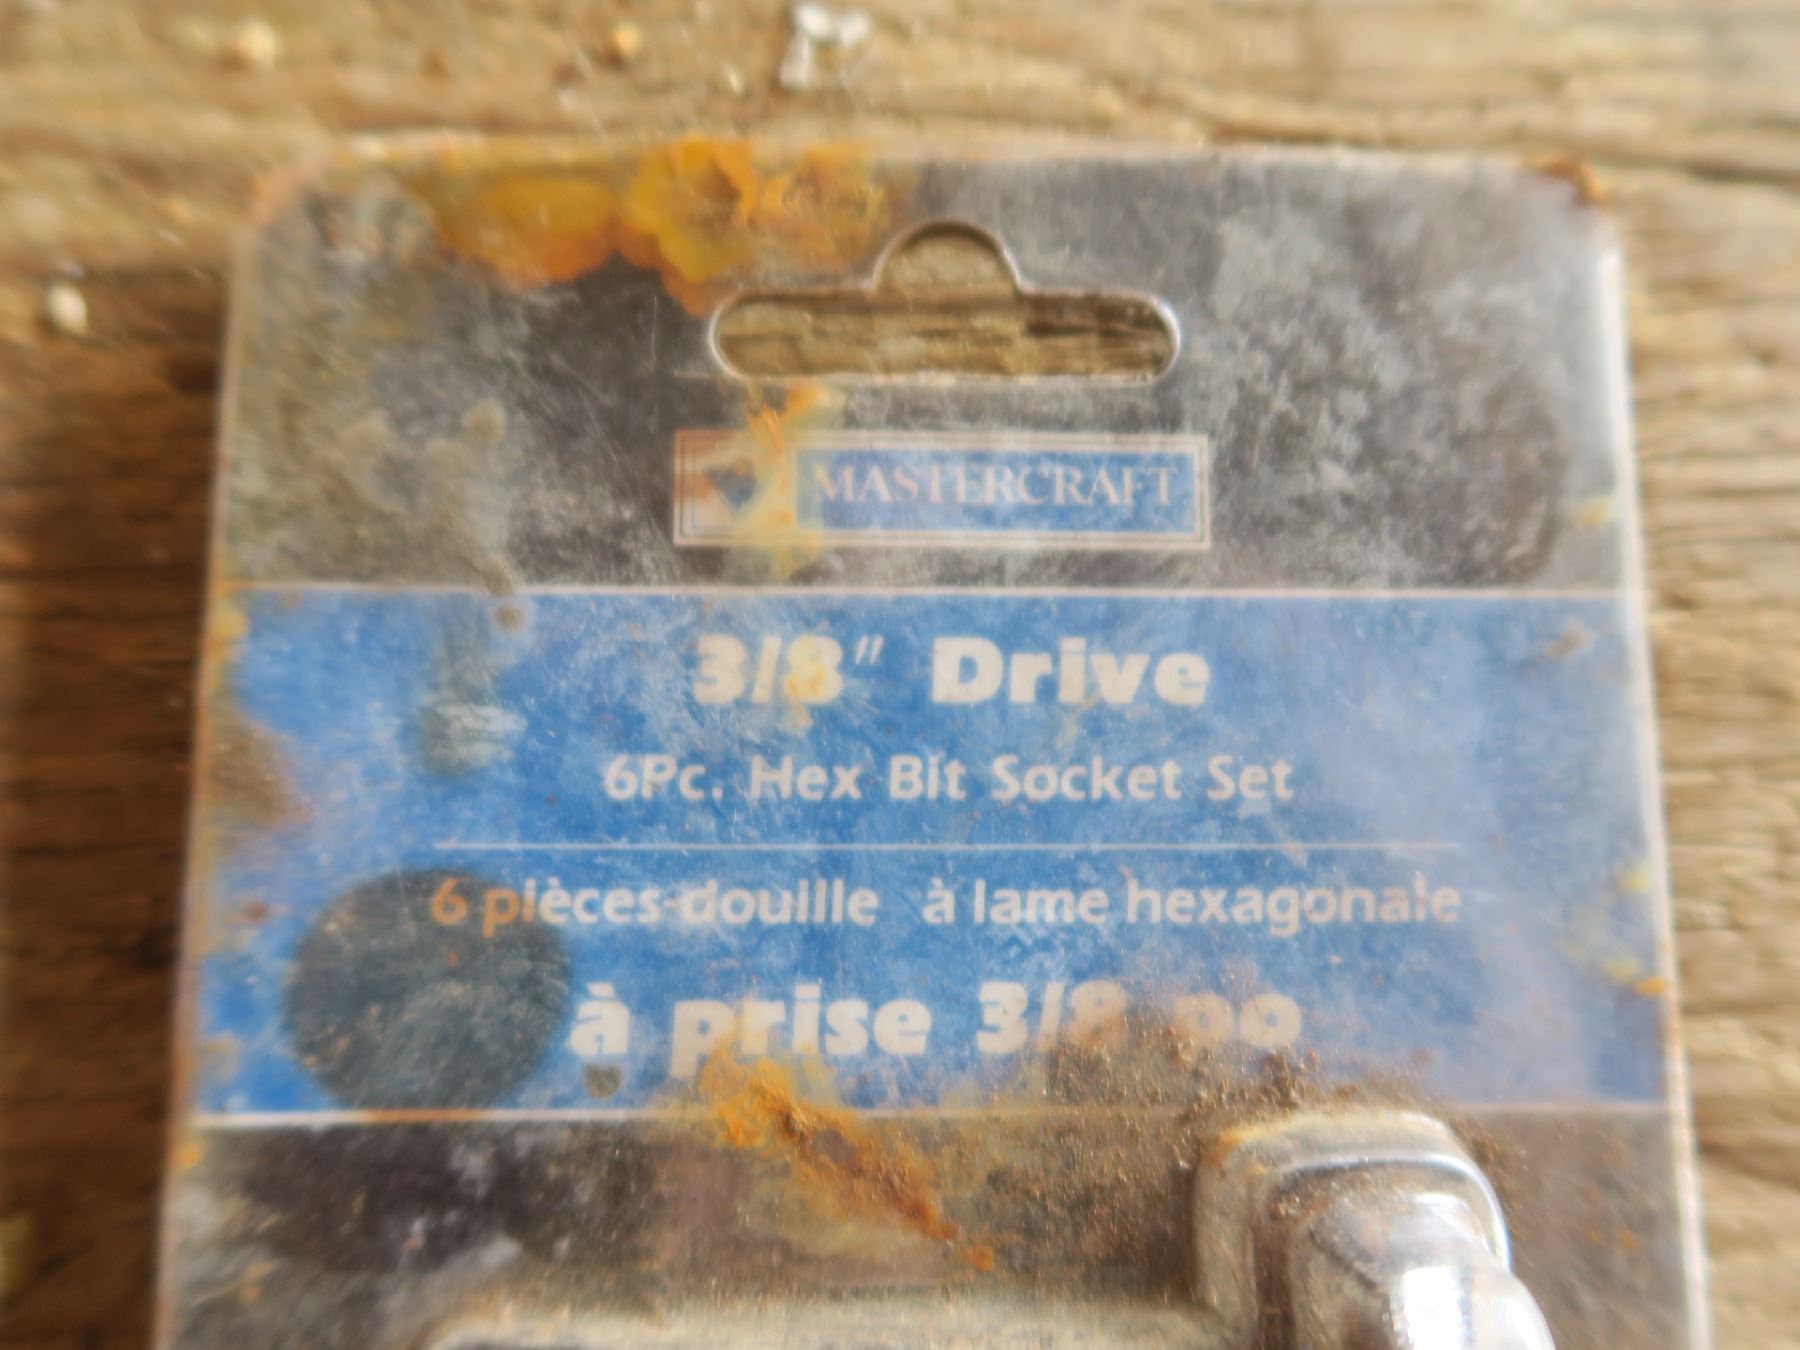 MASTERCRAFT
3/8" Drive
6Pc. Hex Bit Socket Set
6 pièces-douille à lame hexagonale
à prise 3/8 po